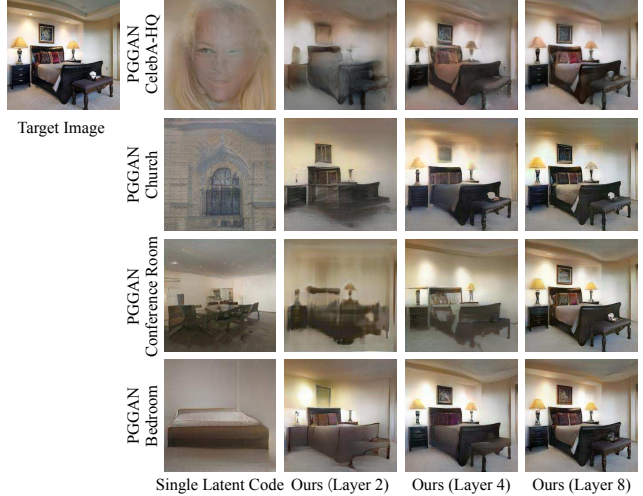 Target Image
PGGAN
CelebA-HQ
PGGAN
Church
PGGAN
Conference Room
PGGAN
Bedroom
Single Latent Code
Ours (Layer 2)
Ours (Layer 4)
Ours (Layer 8)